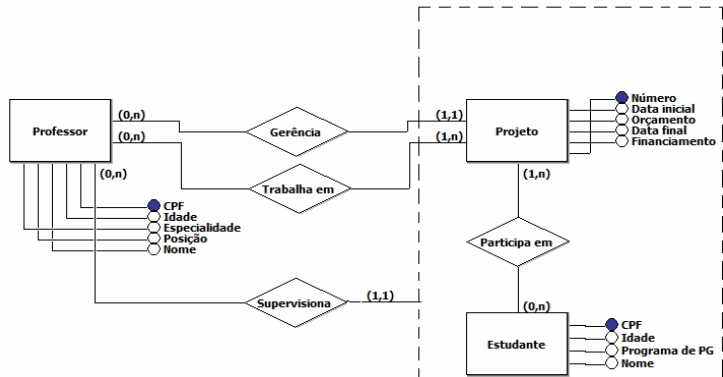 Professor
(0,n)
(0,n)
(0,n)
Gerência
(1,1)
Trabalha em
(1,n)
Projeto
Número
Data inicial
Orçamento
Data final
Financiamento
(1,n)
CPF
Idade
Especialidade
Posição
Nome
Participa em
Supervisiona
(1,1)
(0,n)
Estudante
CPF
Idade
Programa de PG
Nome